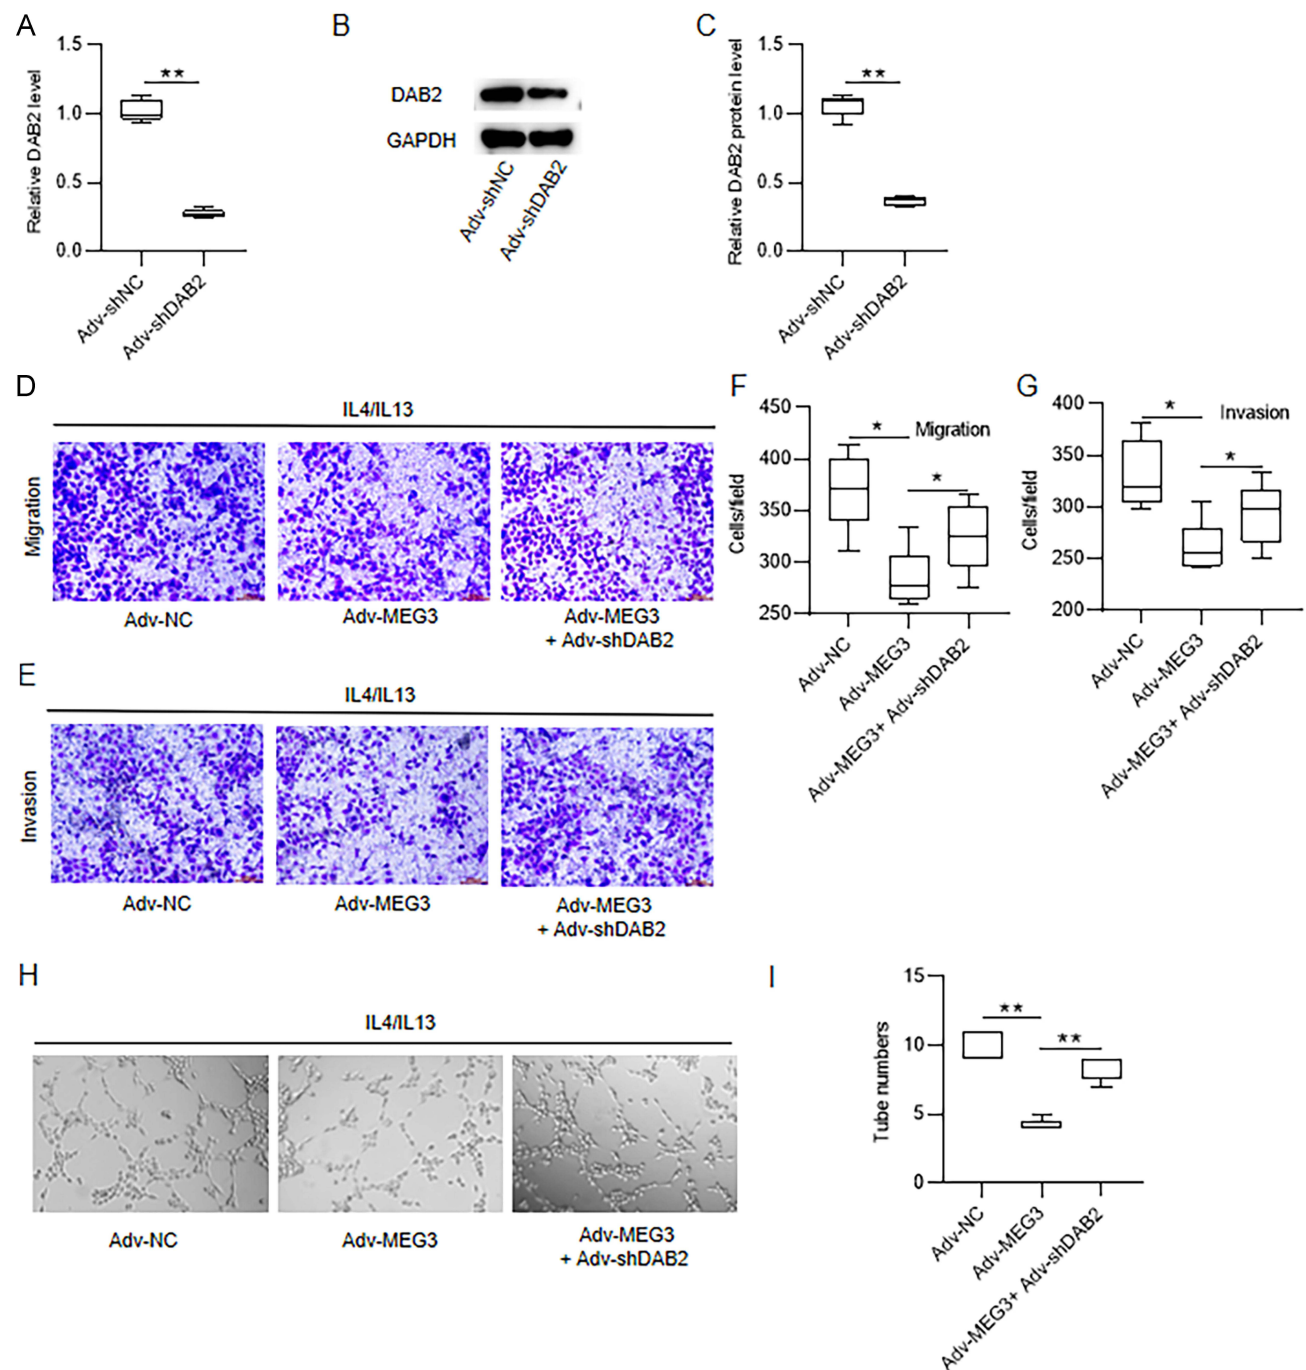 A
Relative DAB2 level
1.5
1.0
0.5
0.0
**
Adv-shNC
Adv-shDAB2
B
DAB2
GAPDH
Adv-shNC
Adv-shDAB2
C
Relative DAB2 protein level
1.5
1.0
0.5
0.0
**
Adv-shNC
Adv-shDAB2
D
IL4/IL13
Migration
Adv-NC
Adv-MEG3
Adv-MEG3
+ Adv-shDAB2
E
IL4/IL13
Invasion
Adv-NC
Adv-MEG3
Adv-MEG3
+ Adv-shDAB2
F
Cells/field
450
400
350
300
250
*
Migration
*
Adv-NC
Adv-MEG3
Adv-MEG3+ Adv-shDAB2
G
Cells/field
400
350
300
250
200
*
Invasion
*
Adv-NC
Adv-MEG3
Adv-MEG3+ Adv-shDAB2
H
IL4/IL13
Adv-NC
Adv-MEG3
Adv-MEG3
+ Adv-shDAB2
I
Tube numbers
15
10
5
0
**
**
Adv-NC
Adv-MEG3
Adv-MEG3+ Adv-shDAB2